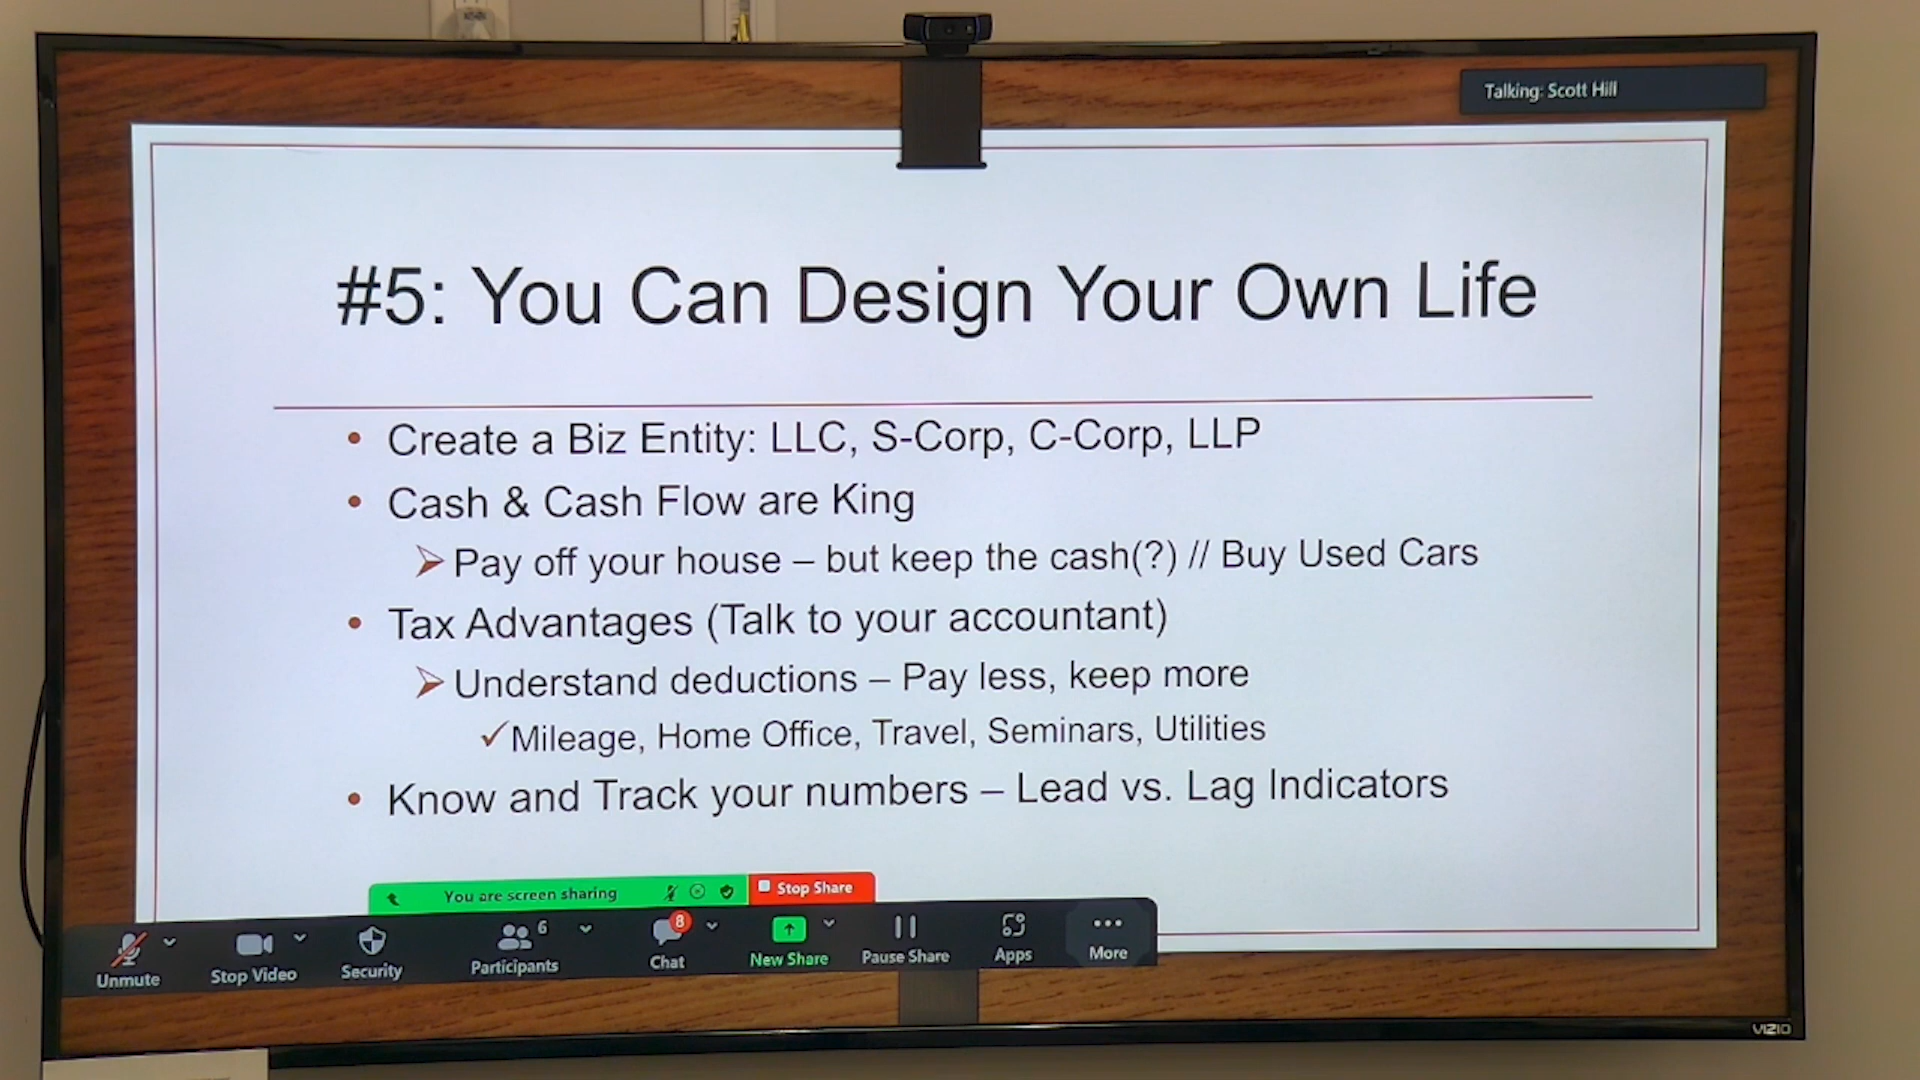 Talking: Scott Hill
#5: You Can Design Your Own Life
• Create a Biz Entity: LLC, S-Corp, C-Corp, LLP
• Cash & Cash Flow are King
➢ Pay off your house – but keep the cash(?) // Buy Used Cars
• Tax Advantages (Talk to your accountant)
➢ Understand deductions – Pay less, keep more
✓ Mileage, Home Office, Travel, Seminars, Utilities
• Know and Track your numbers – Lead vs. Lag Indicators
You are screen sharing Stop Share
6 8
Unmute Stop Video Security Participants Chat New Share Pause Share Apps More
VIZIO